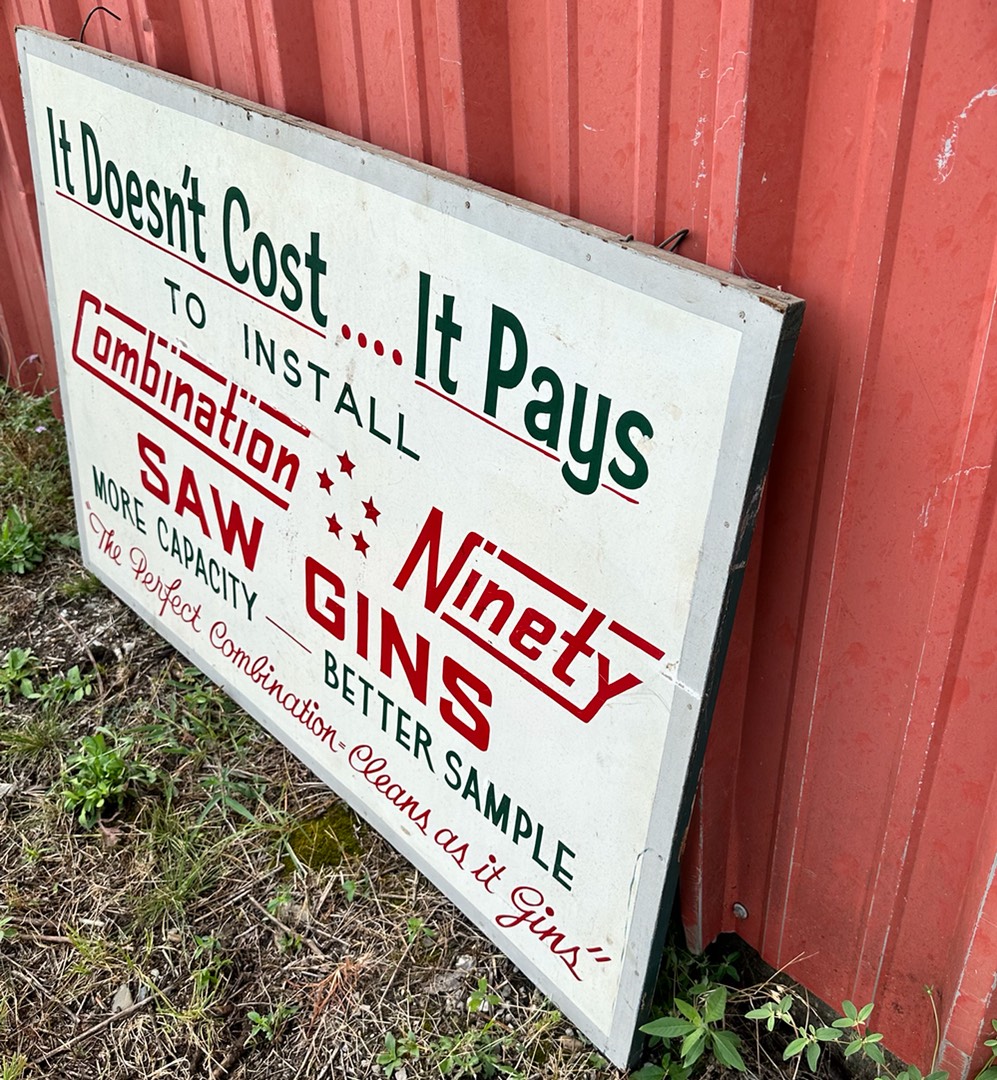 It Doesn't Cost .... It Pays
TO INSTALL
Combination Ninety
SAW GINS
MORE CAPACITY — BETTER SAMPLE
"The Perfect Combination = Cleans as it Gins"